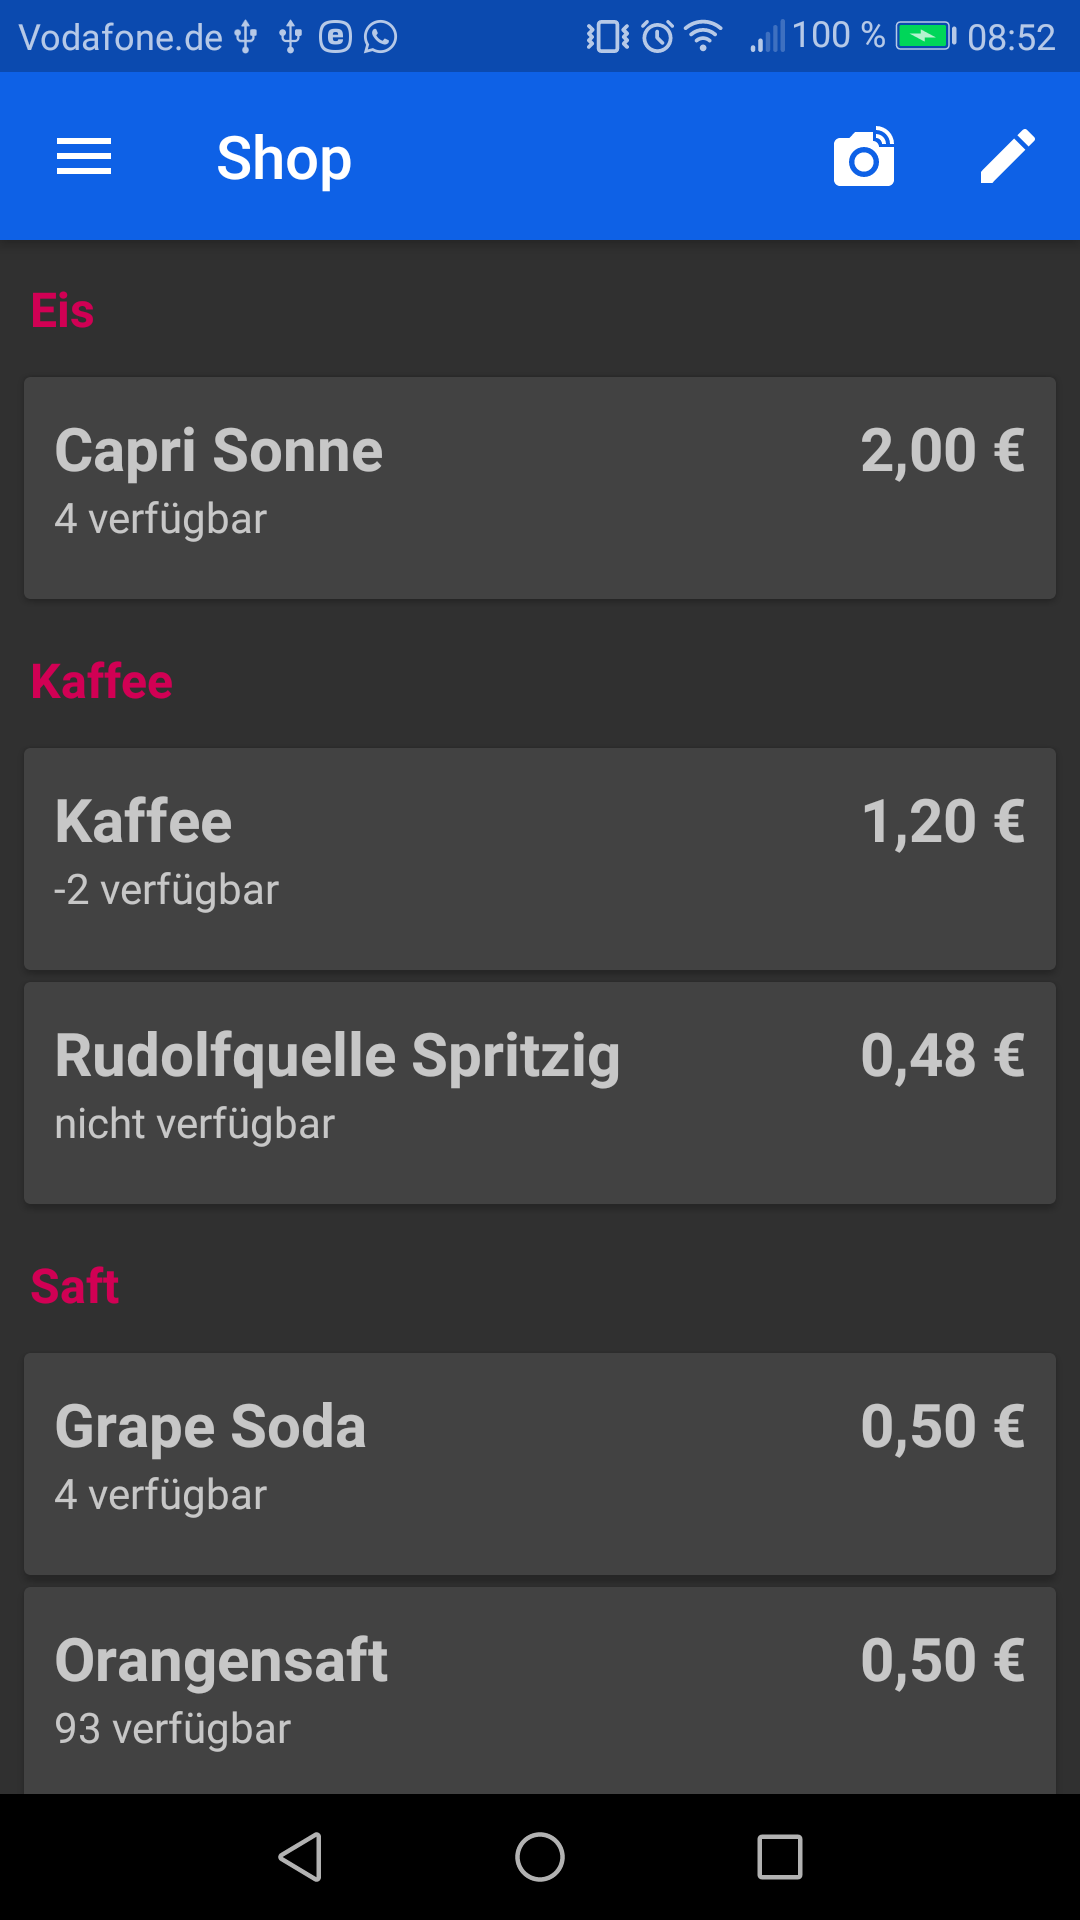 Vodafone.de 100 % 08:52
Shop
Eis
Capri Sonne 2,00 €
4 verfügbar
Kaffee
Kaffee 1,20 €
-2 verfügbar
Rudolfquelle Spritzig 0,48 €
nicht verfügbar
Saft
Grape Soda 0,50 €
4 verfügbar
Orangensaft 0,50 €
93 verfügbar